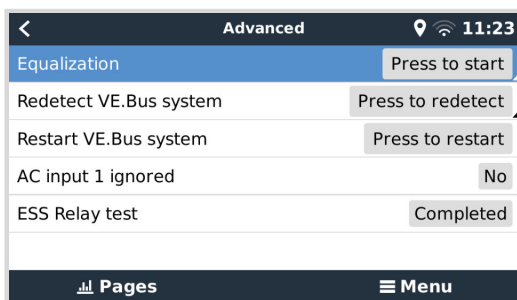 Advanced 11:23
Equalization Press to start
Redetect VE.Bus system Press to redetect
Restart VE.Bus system Press to restart
AC input 1 ignored No
ESS Relay test Completed
Pages Menu